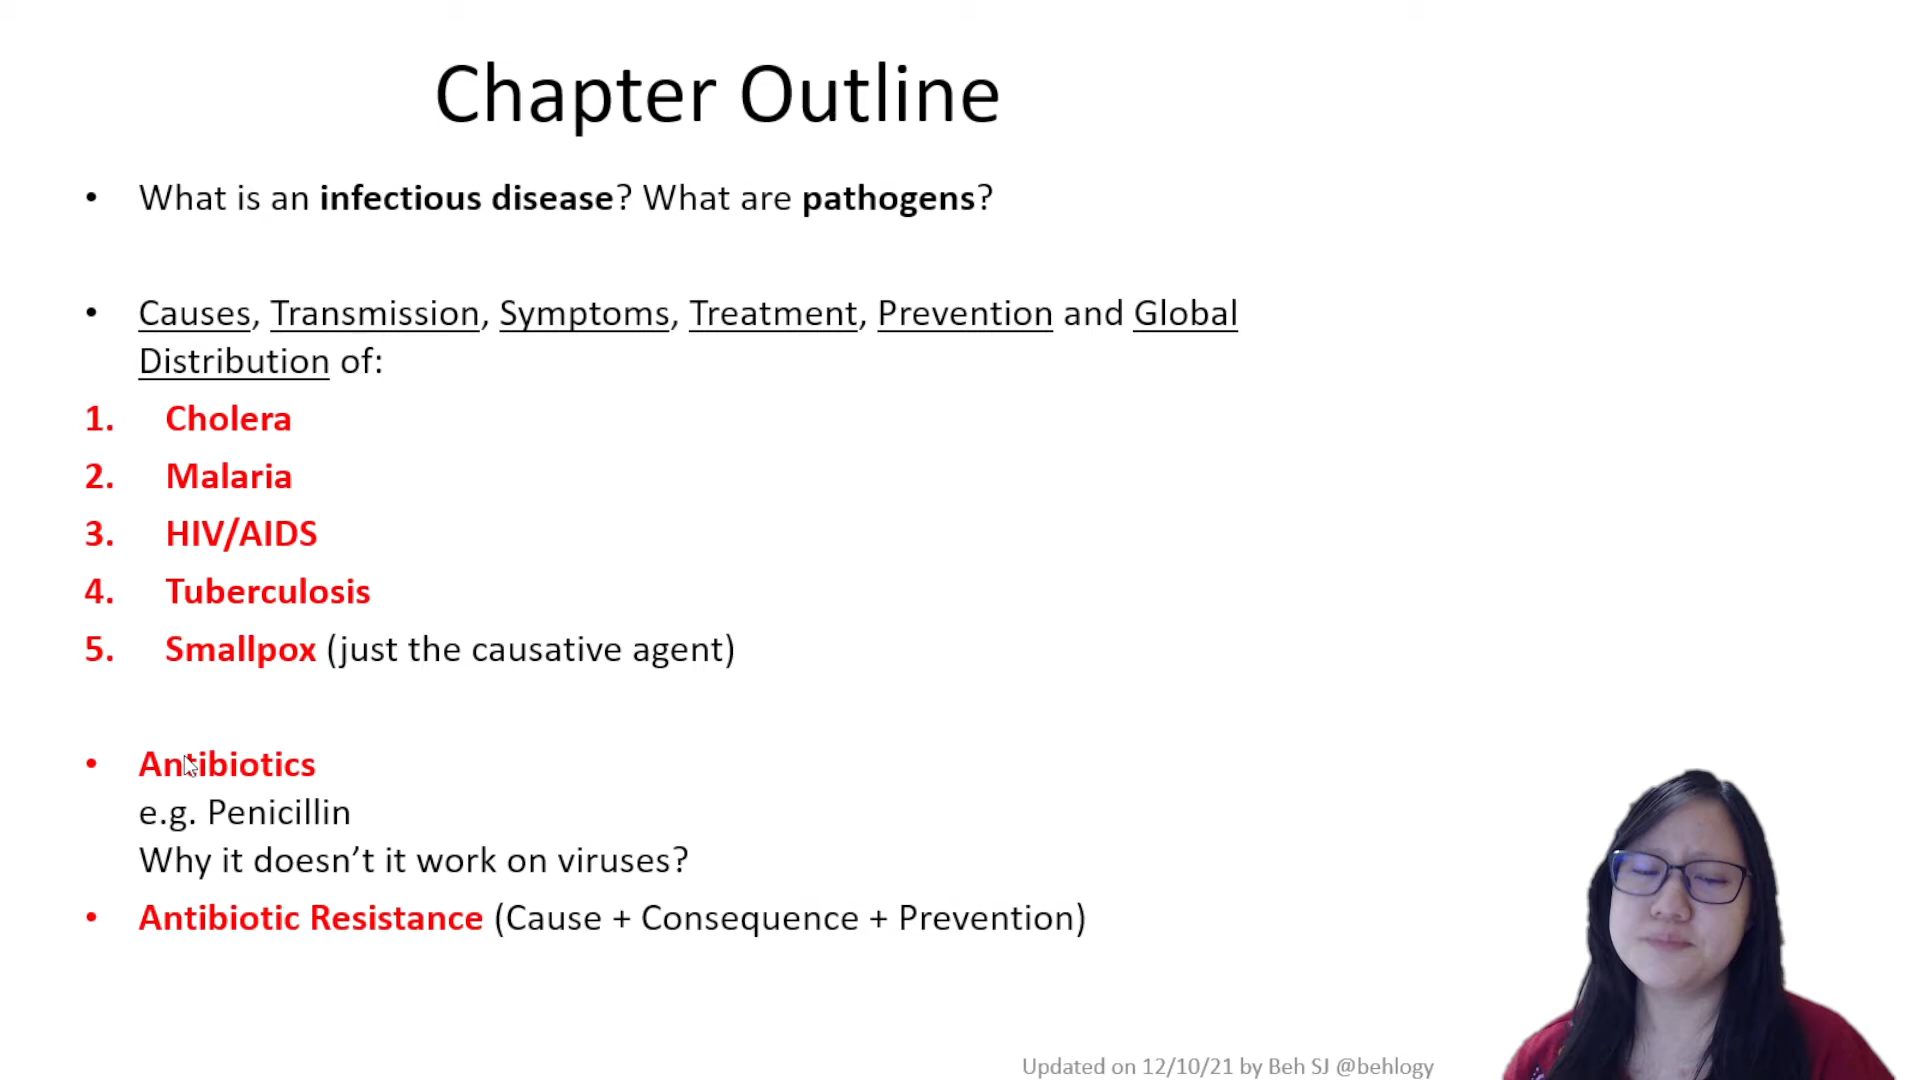 Chapter Outline
• What is an infectious disease? What are pathogens?
• Causes, Transmission, Symptoms, Treatment, Prevention and Global
Distribution of:
1. Cholera
2. Malaria
3. HIV/AIDS
4. Tuberculosis
5. Smallpox (just the causative agent)
• Antibiotics
e.g. Penicillin
Why it doesn’t it work on viruses?
• Antibiotic Resistance (Cause + Consequence + Prevention)
Updated on 12/10/21 by Beh SJ @behlogy